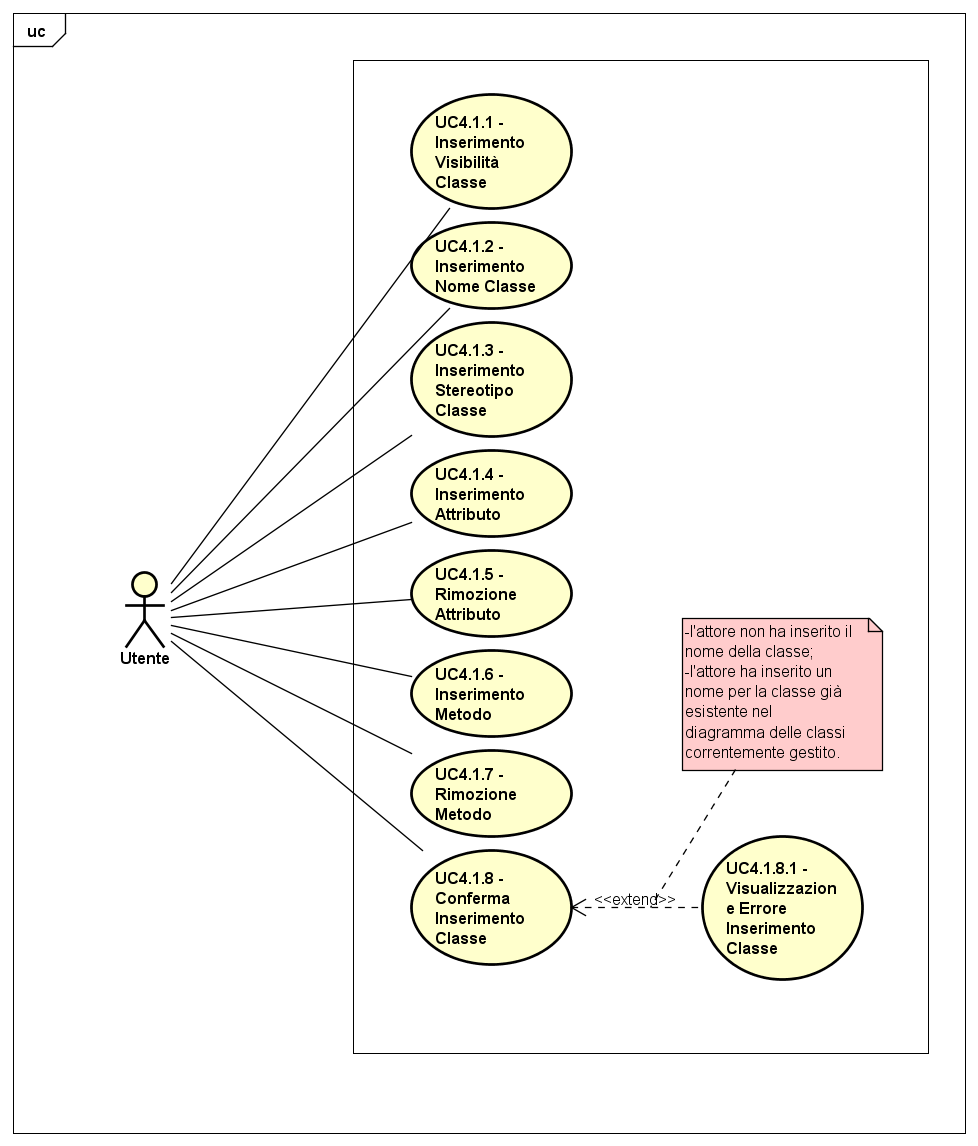 uc
UC4.1.1 -
Inserimento
Visibilità
Classe
UC4.1.2 -
Inserimento
Nome Classe
UC4.1.3 -
Inserimento
Stereotipo
Classe
UC4.1.4 -
Inserimento
Attributo
UC4.1.5 -
Rimozione
Attributo
Utente
UC4.1.6 -
Inserimento
Metodo
UC4.1.7 -
Rimozione
Metodo
-l'attore non ha inserito il
nome della classe;
-l'attore ha inserito un
nome per la classe già
esistente nel
diagramma delle classi
correntemente gestito.
UC4.1.8 -
Conferma
Inserimento
Classe
<<extend>>
UC4.1.8.1 -
Visualizzazion
e Errore
Inserimento
Classe